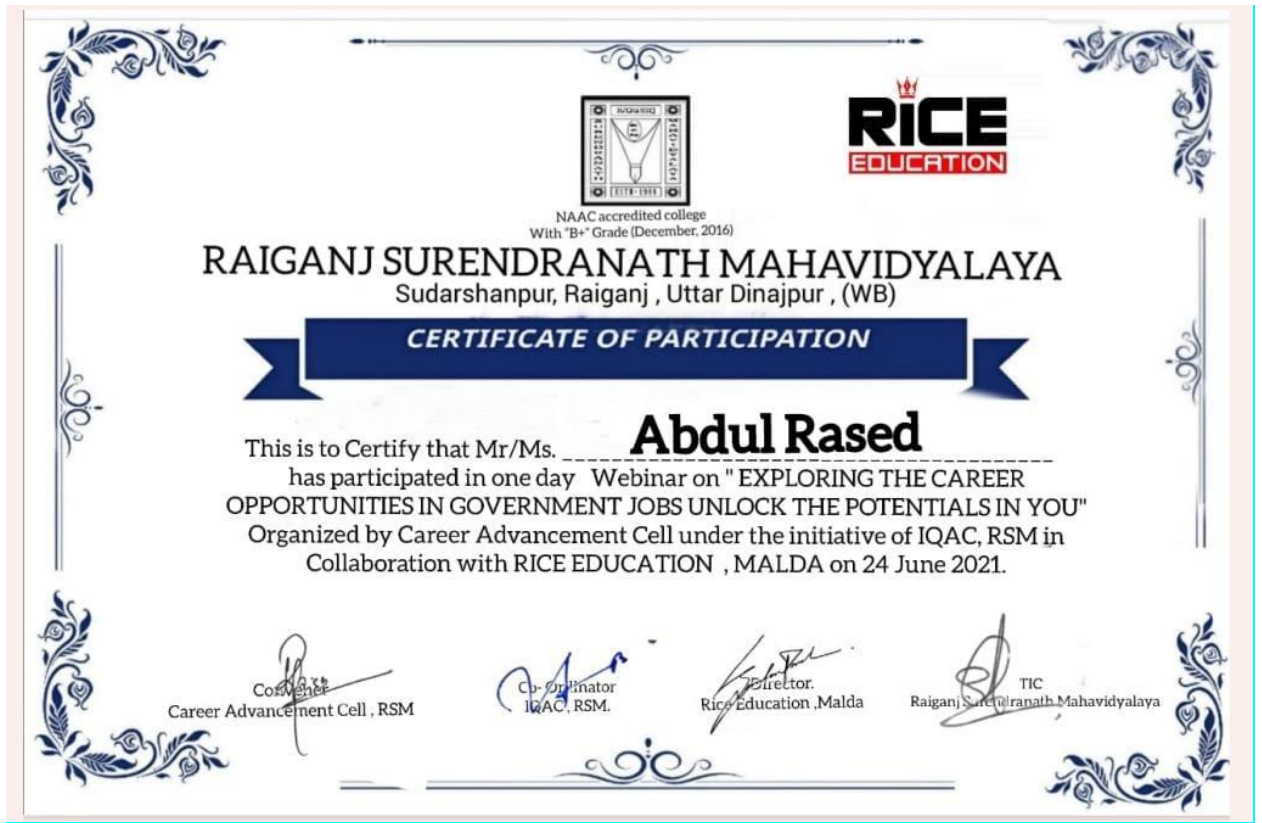 RICE
EDUCATION
ESTD-1948
NAAC accredited college
With "B+" Grade (December, 2016)
RAIGANJ SURENDRANATH MAHAVIDYALAYA
Sudarshanpur, Raiganj , Uttar Dinajpur , (WB)
CERTIFICATE OF PARTICIPATION
This is to Certify that Mr/Ms. Abdul Rased
has participated in one day Webinar on " EXPLORING THE CAREER
OPPORTUNITIES IN GOVERNMENT JOBS UNLOCK THE POTENTIALS IN YOU"
Organized by Career Advancement Cell under the initiative of IQAC, RSM in
Collaboration with RICE EDUCATION , MALDA on 24 June 2021.
Convener
Career Advancement Cell , RSM
Co-Ordinator
IQAC, RSM.
Director.
Rice Education ,Malda
TIC
Raiganj Surendranath Mahavidyalaya